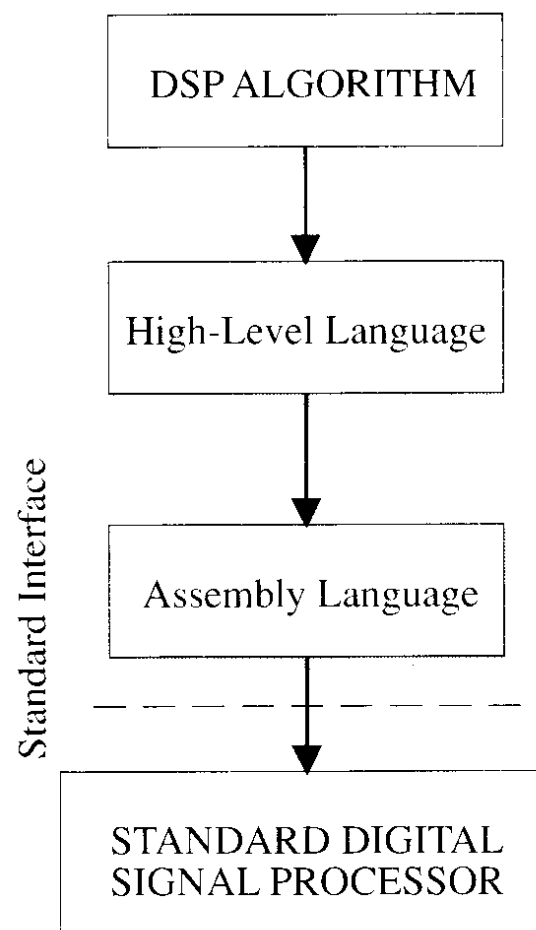 DSP ALGORITHM
High-Level Language
Assembly Language
Standard Interface
STANDARD DIGITAL
SIGNAL PROCESSOR